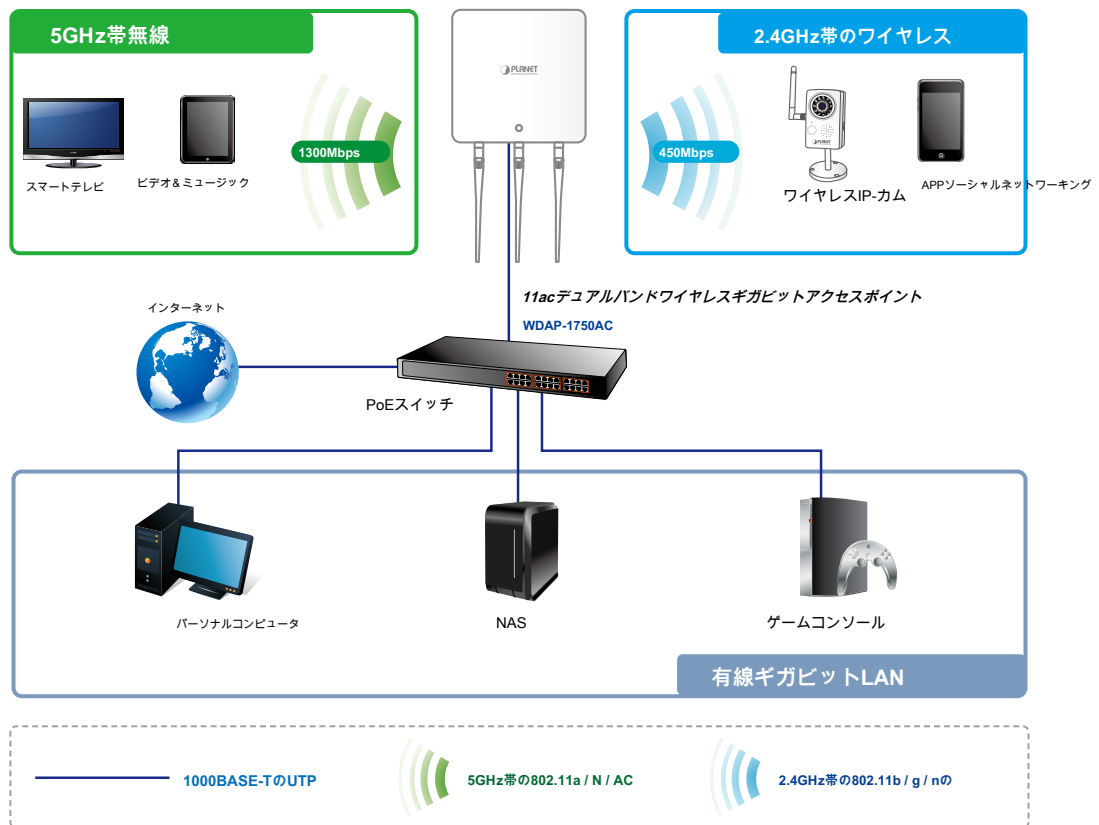 5GHz帯無線
2.4GHz帯のワイヤレス
PLANET
1300Mbps
450Mbps
PLANET
スマートテレビ
ビデオ＆ミュージック
ワイヤレスIP-カム
APPソーシャルネットワーキング
11acデュアルバンドワイヤレスギガビットアクセスポイント
WDAP-1750AC
インターネット
PoEスイッチ
パーソナルコンピュータ
NAS
ゲームコンソール
有線ギガビットLAN
1000BASE-TのUTP
5GHz帯の802.11a / N / AC
2.4GHz帯の802.11b / g / nの